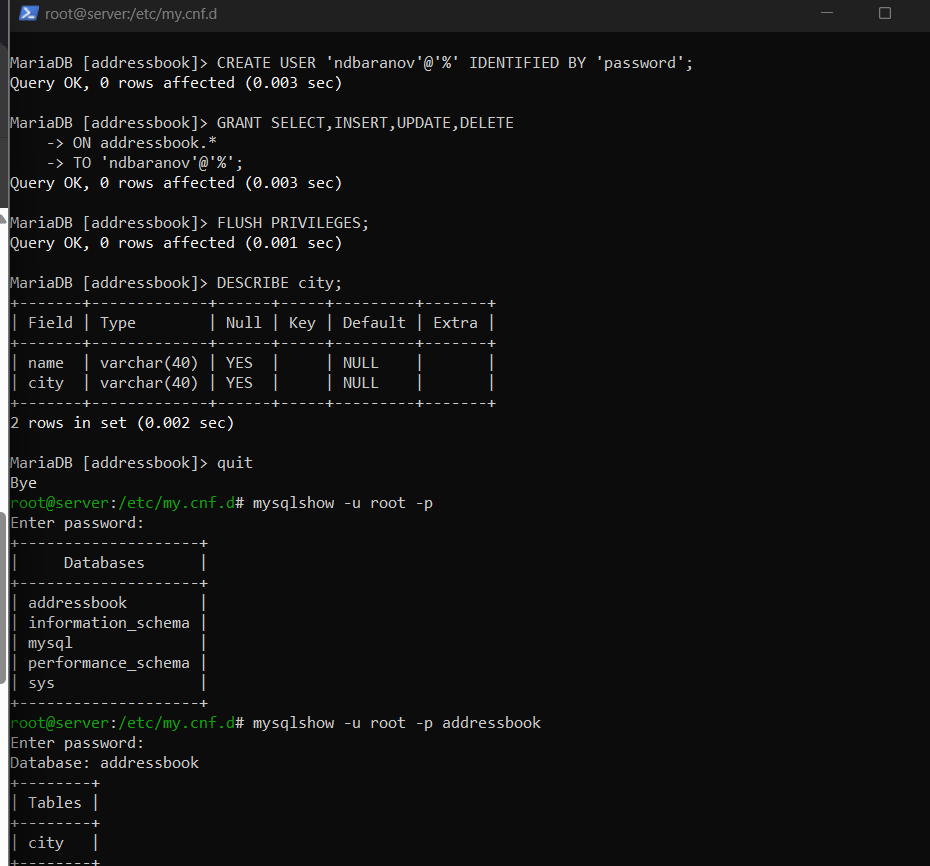 root@server:/etc/my.cnf.d
MariaDB [addressbook]> CREATE USER 'ndbaranov'@'%' IDENTIFIED BY 'password';
Query OK, 0 rows affected (0.003 sec)
MariaDB [addressbook]> GRANT SELECT,INSERT,UPDATE,DELETE
    -> ON addressbook.*
    -> TO 'ndbaranov'@'%';
Query OK, 0 rows affected (0.003 sec)
MariaDB [addressbook]> FLUSH PRIVILEGES;
Query OK, 0 rows affected (0.001 sec)
MariaDB [addressbook]> DESCRIBE city;
+-------+-------------+------+-----+---------+-------+
| Field | Type        | Null | Key | Default | Extra |
+-------+-------------+------+-----+---------+-------+
| name  | varchar(40) | YES  |     | NULL    |       |
| city  | varchar(40) | YES  |     | NULL    |       |
+-------+-------------+------+-----+---------+-------+
2 rows in set (0.002 sec)
MariaDB [addressbook]> quit
Bye
root@server:/etc/my.cnf.d# mysqlshow -u root -p
Enter password:
+--------------------+
|     Databases      |
+--------------------+
| addressbook        |
| information_schema |
| mysql              |
| performance_schema |
| sys                |
+--------------------+
root@server:/etc/my.cnf.d# mysqlshow -u root -p addressbook
Enter password:
Database: addressbook
+--------+
| Tables |
+--------+
| city   |
+--------+